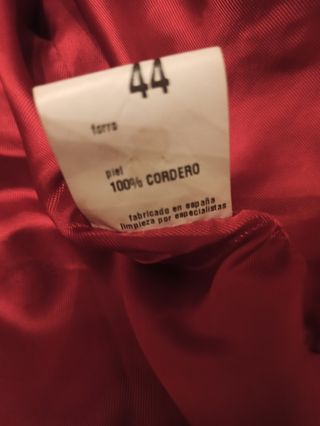 44
forro
piel
100% CORDERO
fabricado en españa
limpieza por especialistas